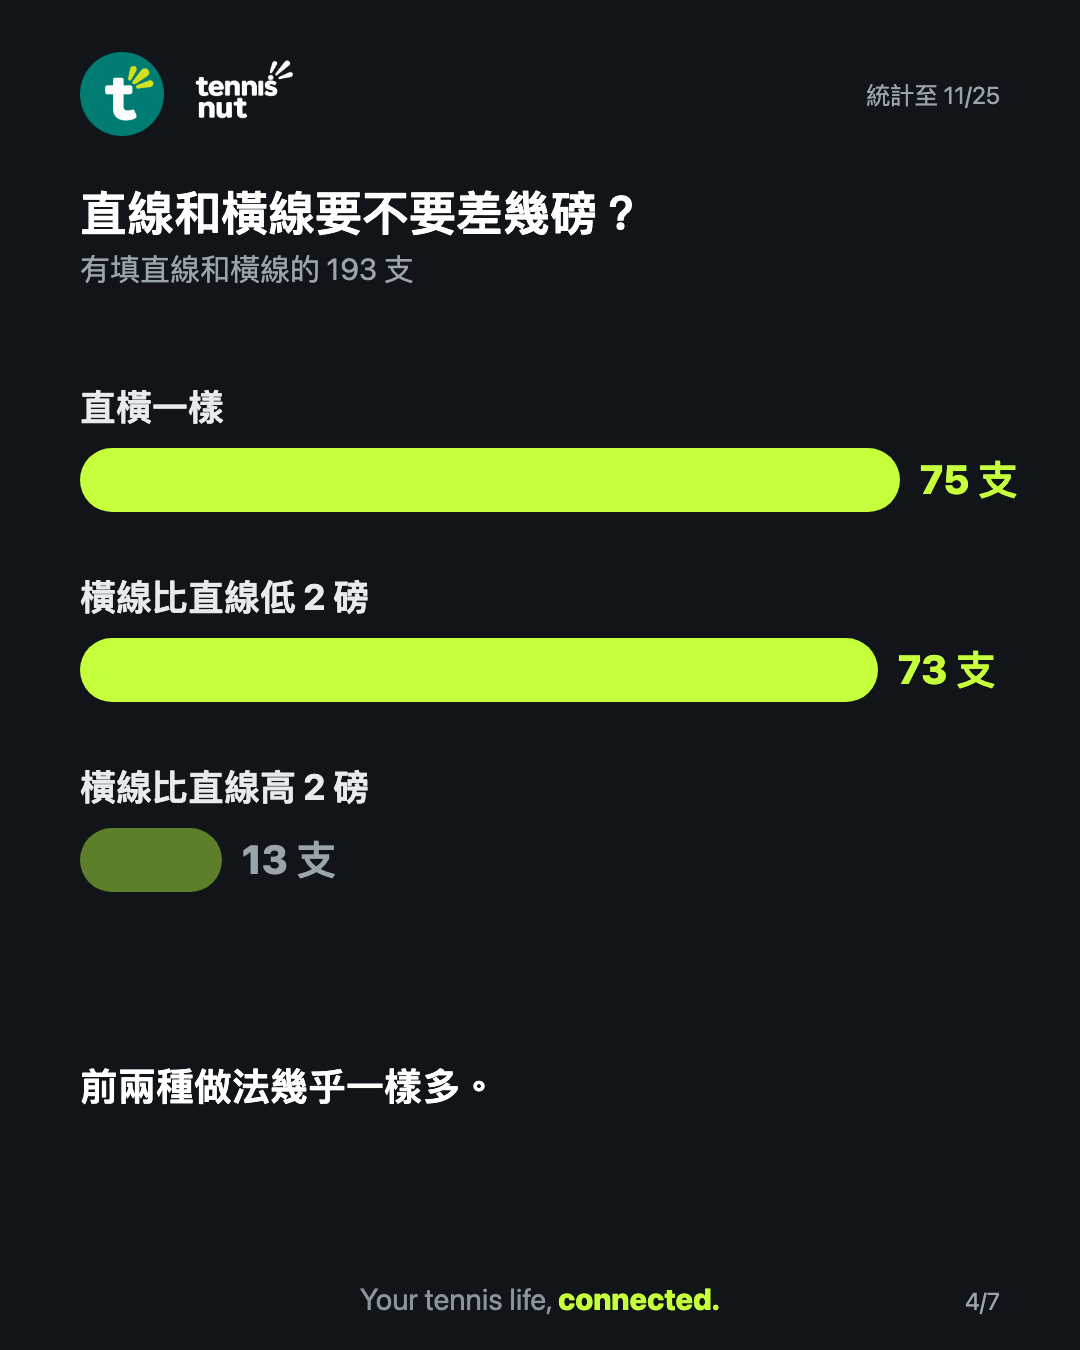 t
tennis
nut
統計至 11/25
直線和橫線要不要差幾磅？
有填直線和橫線的 193 支
直橫一樣
75 支
橫線比直線低 2 磅
73 支
橫線比直線高 2 磅
13 支
前兩種做法幾乎一樣多。
Your tennis life, connected.
4/7